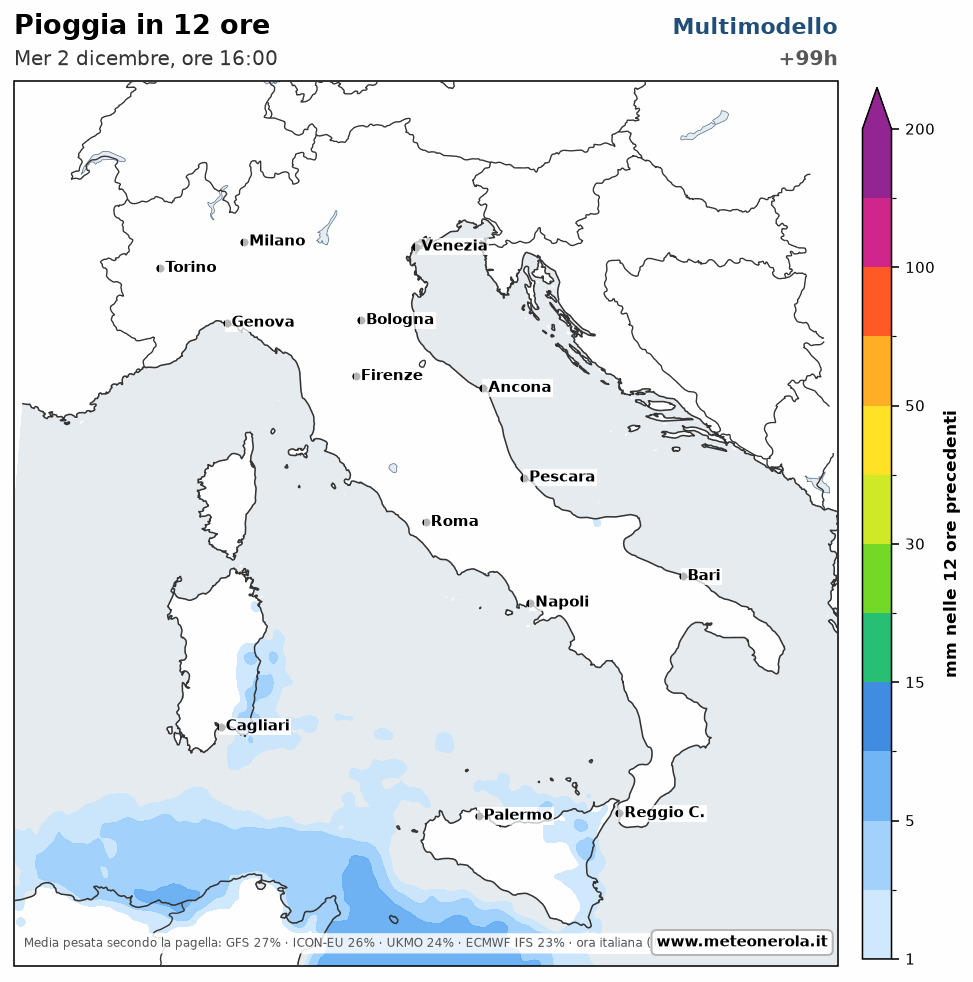 Pioggia in 12 ore
Multimodello
Mer 2 dicembre, ore 16:00
+99h
200
100
50
30
15
5
1
mm nelle 12 ore precedenti
Milano
Venezia
Torino
Genova
Bologna
Firenze
Ancona
Pescara
Roma
Bari
Napoli
Cagliari
Palermo
Reggio C.
Media pesata secondo la pagella: GFS 27% · ICON-EU 26% · UKMO 24% · ECMWF IFS 23% · ora italiana (
www.meteonerola.it